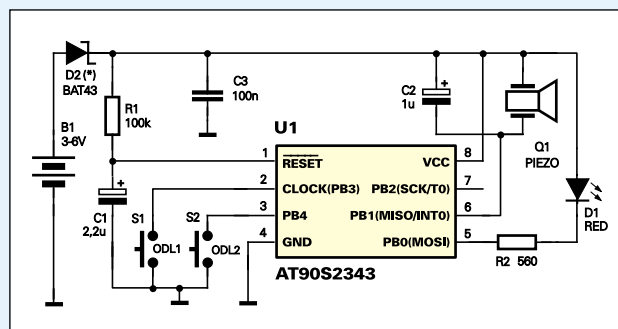 D2 (*)
BAT43
C3
100n
C2
1u
R1
100k
B1
3-6V
U1
Q1
PIEZO
1
RESET
VCC
8
2
CLOCK(PB3)
PB2(SCK/T0)
7
3
PB4
PB1(MISO/INT0)
6
4
GND
PB0(MOSI)
5
C1
2,2u
S1
ODL1
S2
ODL2
D1
RED
R2 560
AT90S2343
+
+